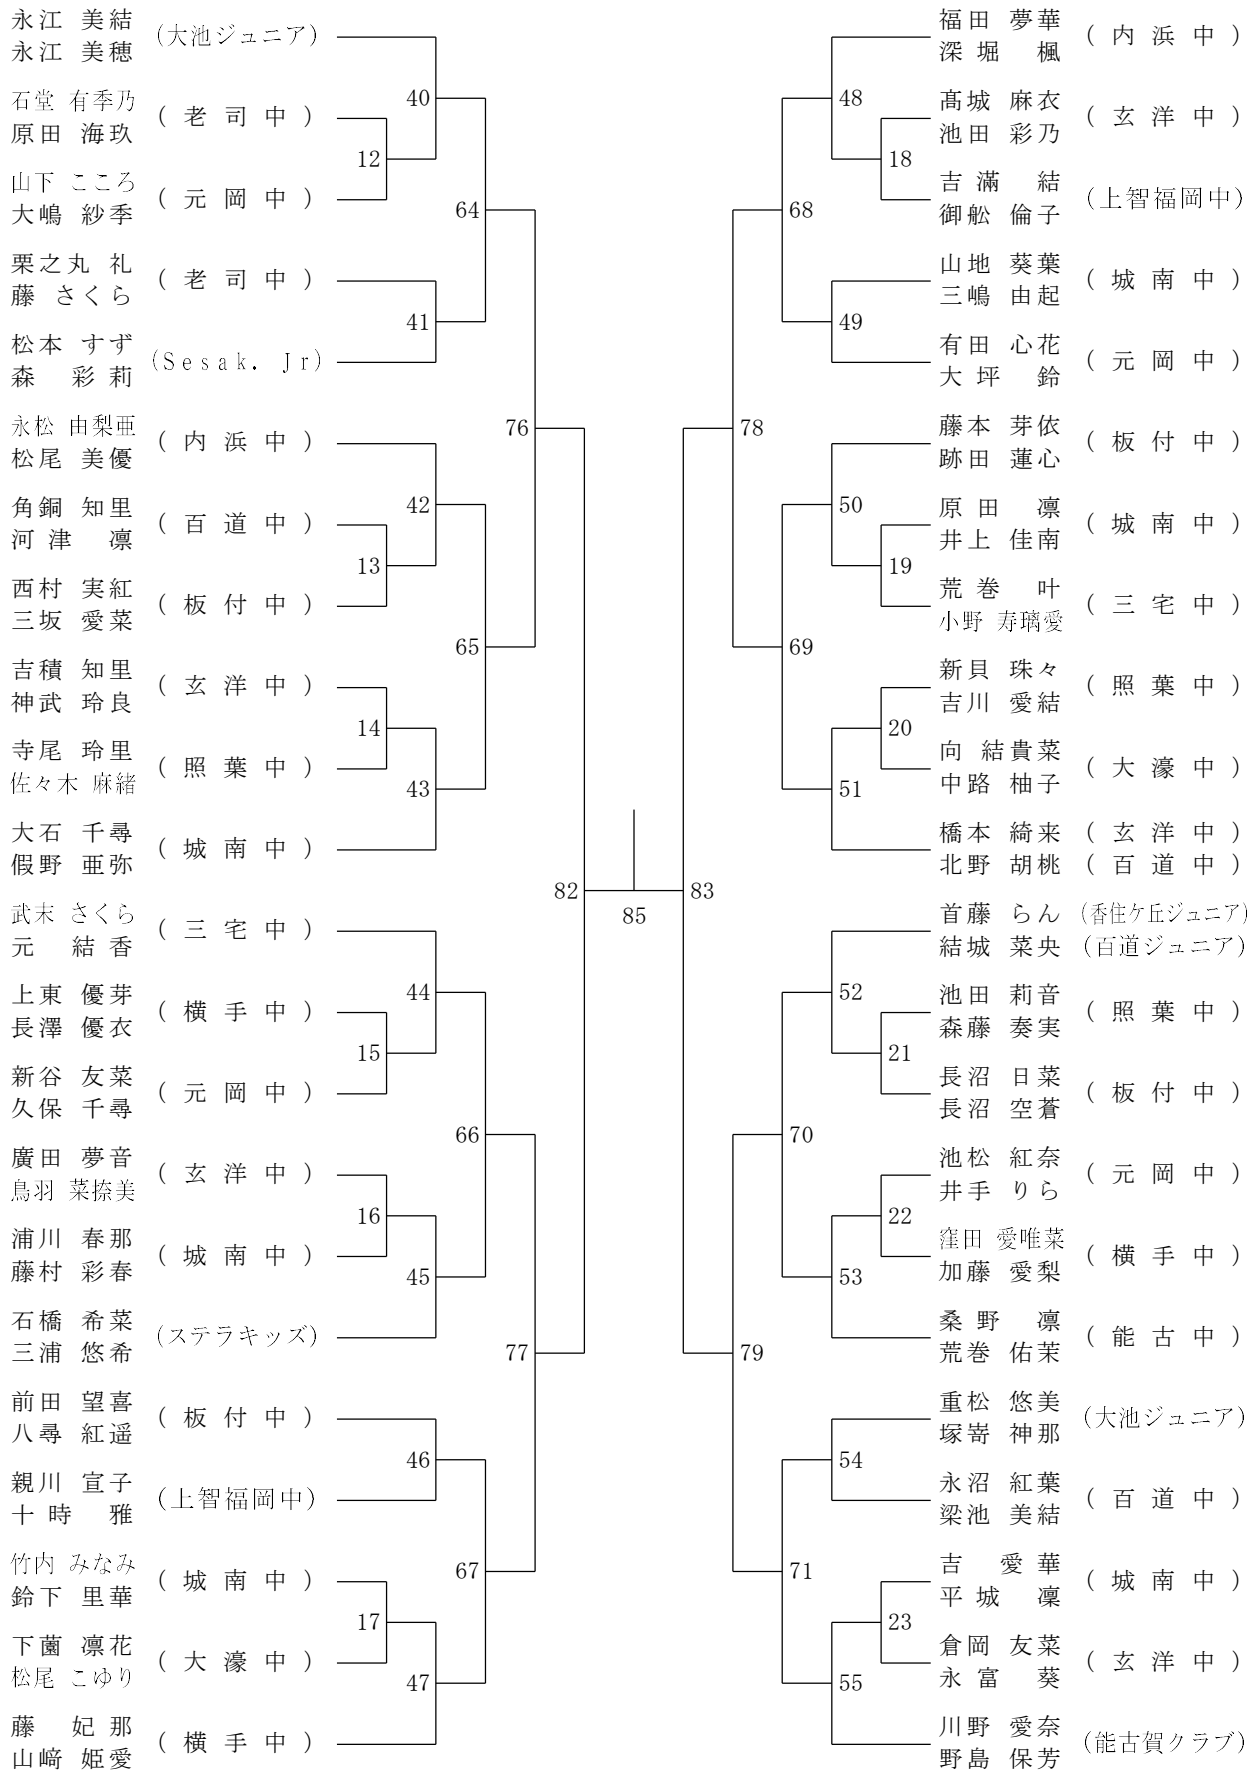 永江 美結
永江 美穂
(大池ジュニア)
石堂 有季乃
原田 海玖
(老司中)
山下 こころ
大嶋 紗季
(元岡中)
栗之丸 礼
藤 さくら
(老司中)
松本 すず
森 彩莉
(Sesak. Jr)
永松 由梨亜
松尾 美優
(内浜中)
角銅 知里
河津 凛
(百道中)
西村 実紅
三坂 愛菜
(板付中)
吉積 知里
神武 玲良
(玄洋中)
寺尾 玲里
佐々木 麻緒
(照葉中)
大石 千尋
假野 亜弥
(城南中)
武末 さくら
元 結香
(三宅中)
上東 優芽
長澤 優衣
(横手中)
新谷 友菜
久保 千尋
(元岡中)
廣田 夢音
鳥羽 菜捺美
(玄洋中)
浦川 春那
藤村 彩春
(城南中)
石橋 希菜
三浦 悠希
(ステラキッズ)
前田 望喜
八尋 紅遥
(板付中)
親川 宣子
十時 雅
(上智福岡中)
竹内 みなみ
鈴下 里華
(城南中)
下薗 凛花
松尾 こゆり
(大濠中)
藤 妃那
山﨑 姫愛
(横手中)
40
12
64
41
76
42
13
65
14
43
82
44
15
66
16
45
77
46
67
17
47
85
83
48
18
68
49
78
50
19
69
20
51
52
21
70
22
53
79
54
71
23
55
福田 夢華
深堀 楓
(内浜中)
髙城 麻衣
池田 彩乃
(玄洋中)
吉満 結
御舩 倫子
(上智福岡中)
山地 葵葉
三嶋 由起
(城南中)
有田 心花
大坪 鈴
(元岡中)
藤本 芽依
跡田 蓮心
(板付中)
原田 凛
井上 佳南
(城南中)
荒巻 叶
小野 寿璃愛
(三宅中)
新貝 珠々
吉川 愛結
(照葉中)
向 結貴菜
中路 柚子
(大濠中)
橋本 綺来 (玄洋中)
北野 胡桃 (百道中)
首藤 らん (香住ケ丘ジュニア)
結城 菜央 (百道ジュニア)
池田 莉音
森藤 奏実
(照葉中)
長沼 日菜
長沼 空蒼
(板付中)
池松 紅奈
井手 りら
(元岡中)
窪田 愛唯菜
加藤 愛梨
(横手中)
桑野 凛
荒巻 佑茉
(能古中)
重松 悠美
塚嵜 神那
(大池ジュニア)
永沼 紅葉
梁池 美結
(百道中)
吉 愛華
平城 凜
(城南中)
倉岡 友菜
永富 葵
(玄洋中)
川野 愛奈
野島 保芳
(能古賀クラブ)